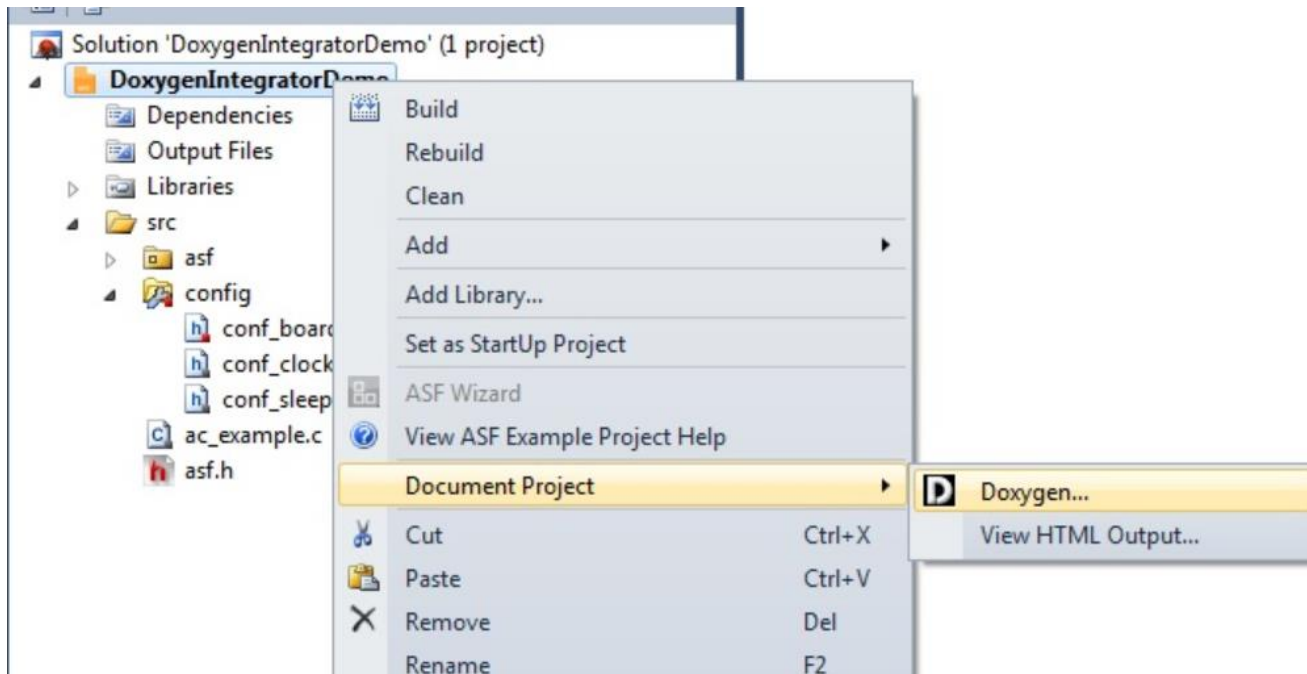 Solution 'DoxygenIntegratorDemo' (1 project)
DoxygenIntegratorDemo
Dependencies
Output Files
Libraries
src
asf
config
conf_board
conf_clock
conf_sleep
ac_example.c
asf.h
Build
Rebuild
Clean
Add
Add Library...
Set as StartUp Project
ASF Wizard
View ASF Example Project Help
Document Project
Cut Ctrl+X
Paste Ctrl+V
Remove Del
Rename F2
Doxygen...
View HTML Output...